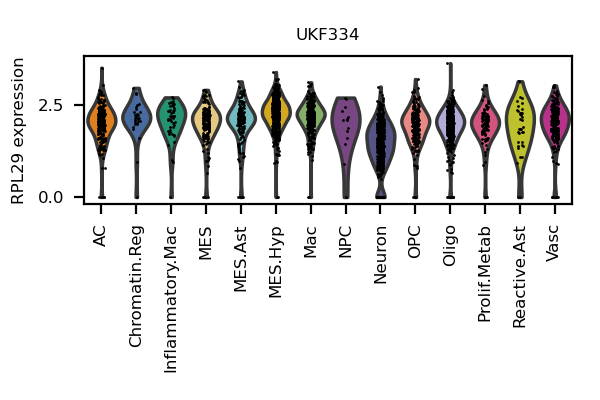 UKF334
RPL29 expression
2.5
0.0
AC
Chromatin.Reg
Inflammatory.Mac
MES
MES.Ast
MES.Hyp
Mac
NPC
Neuron
OPC
Oligo
Prolif.Metab
Reactive.Ast
Vasc